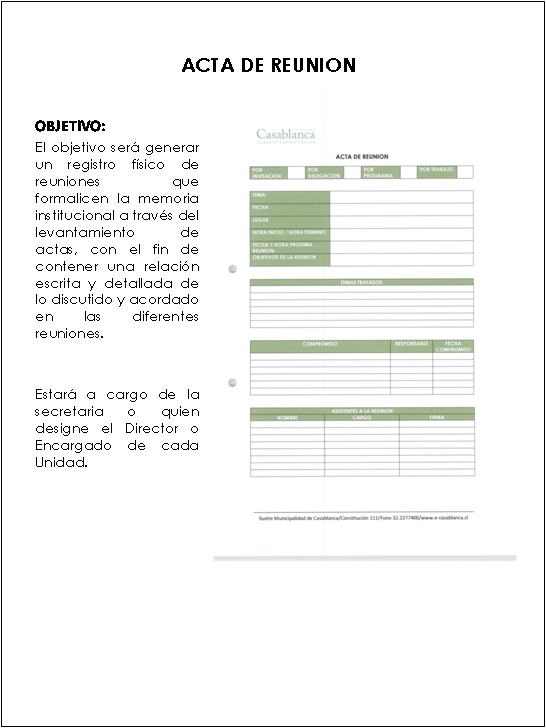 ACTA DE REUNION
OBJETIVO:
El objetivo será generar
un registro físico de
reuniones que
formalicen la memoria
institucional a través del
levantamiento de
actas, con el fin de
contener una relación
escrita y detallada de
lo discutido y acordado
en las diferentes
reuniones.
Estará a cargo de la
secretaria o quien
designe el Director o
Encargado de cada
Unidad.
Casablanca
ACTA DE REUNION
POR INVITACION POR DELEGACION POR PROGRAMA POR TRABAJO
TEMA
FECHA
LUGAR
HORA INICIO / HORA TERMINO
FECHA Y HORA PROXIMA
REUNION
OBJETIVOS DE LA REUNION
TEMAS TRATADOS
COMPROMISO RESPONSABLE FECHA COMPROMISO
ASISTENTES A LA REUNION
NOMBRE CARGO FIRMA
Ilustre Municipalidad de Casablanca/Constitución 111/Fono 32.2277400/www.e-casablanca.cl